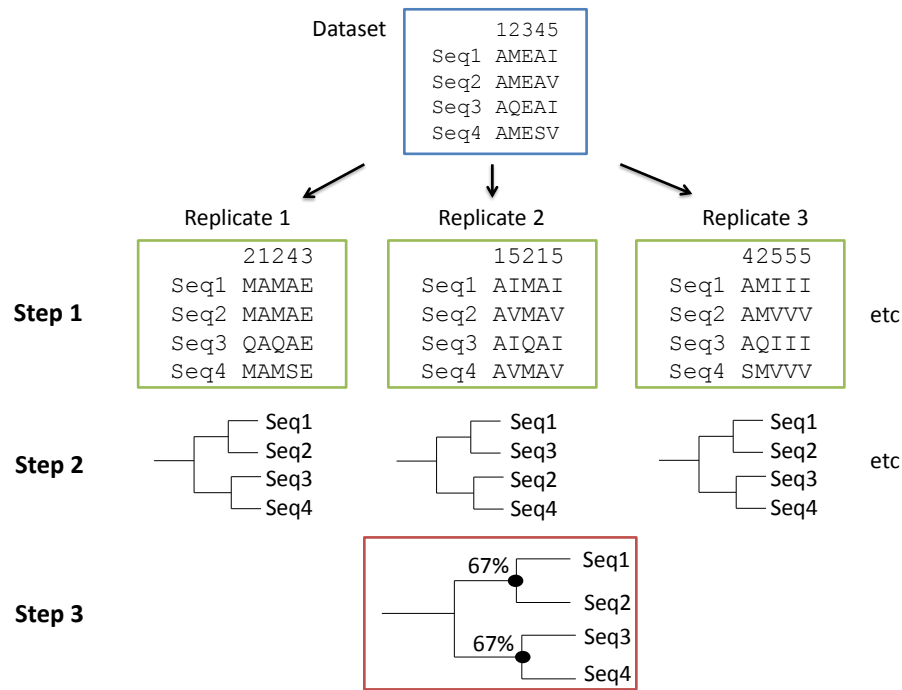 Dataset
12345
Seq1 AMEAI
Seq2 AMEAV
Seq3 AQEAI
Seq4 AMESV
Replicate 1
Replicate 2
Replicate 3
Step 1
21243
Seq1 MAMAE
Seq2 MAMAE
Seq3 QAQAE
Seq4 MAMSE
15215
Seq1 AIMAI
Seq2 AVMAV
Seq3 AIQAI
Seq4 AVMAV
42555
Seq1 AMIII
Seq2 AMVVV
Seq3 AQIII
Seq4 SMVVV
etc
Step 2
Seq1
Seq2
Seq3
Seq4
Seq1
Seq3
Seq2
Seq4
Seq1
Seq2
Seq3
Seq4
etc
Step 3
67%
Seq1
Seq2
67%
Seq3
Seq4